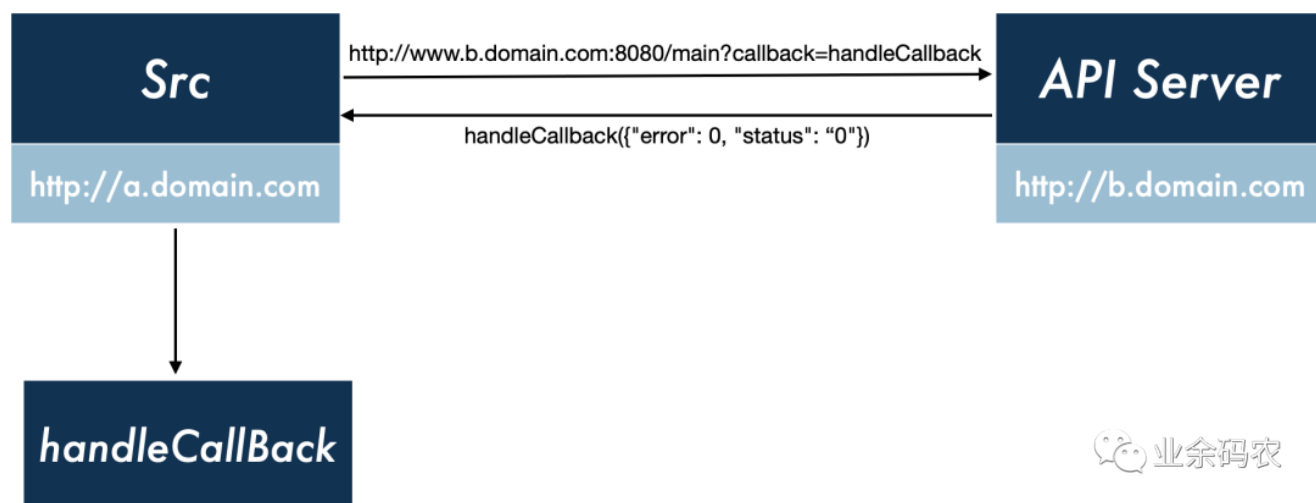 Src
http://www.b.domain.com:8080/main?callback=handleCallback
API Server
handleCallback({"error": 0, "status": “0"})
http://a.domain.com
http://b.domain.com
handleCallBack
业余码农